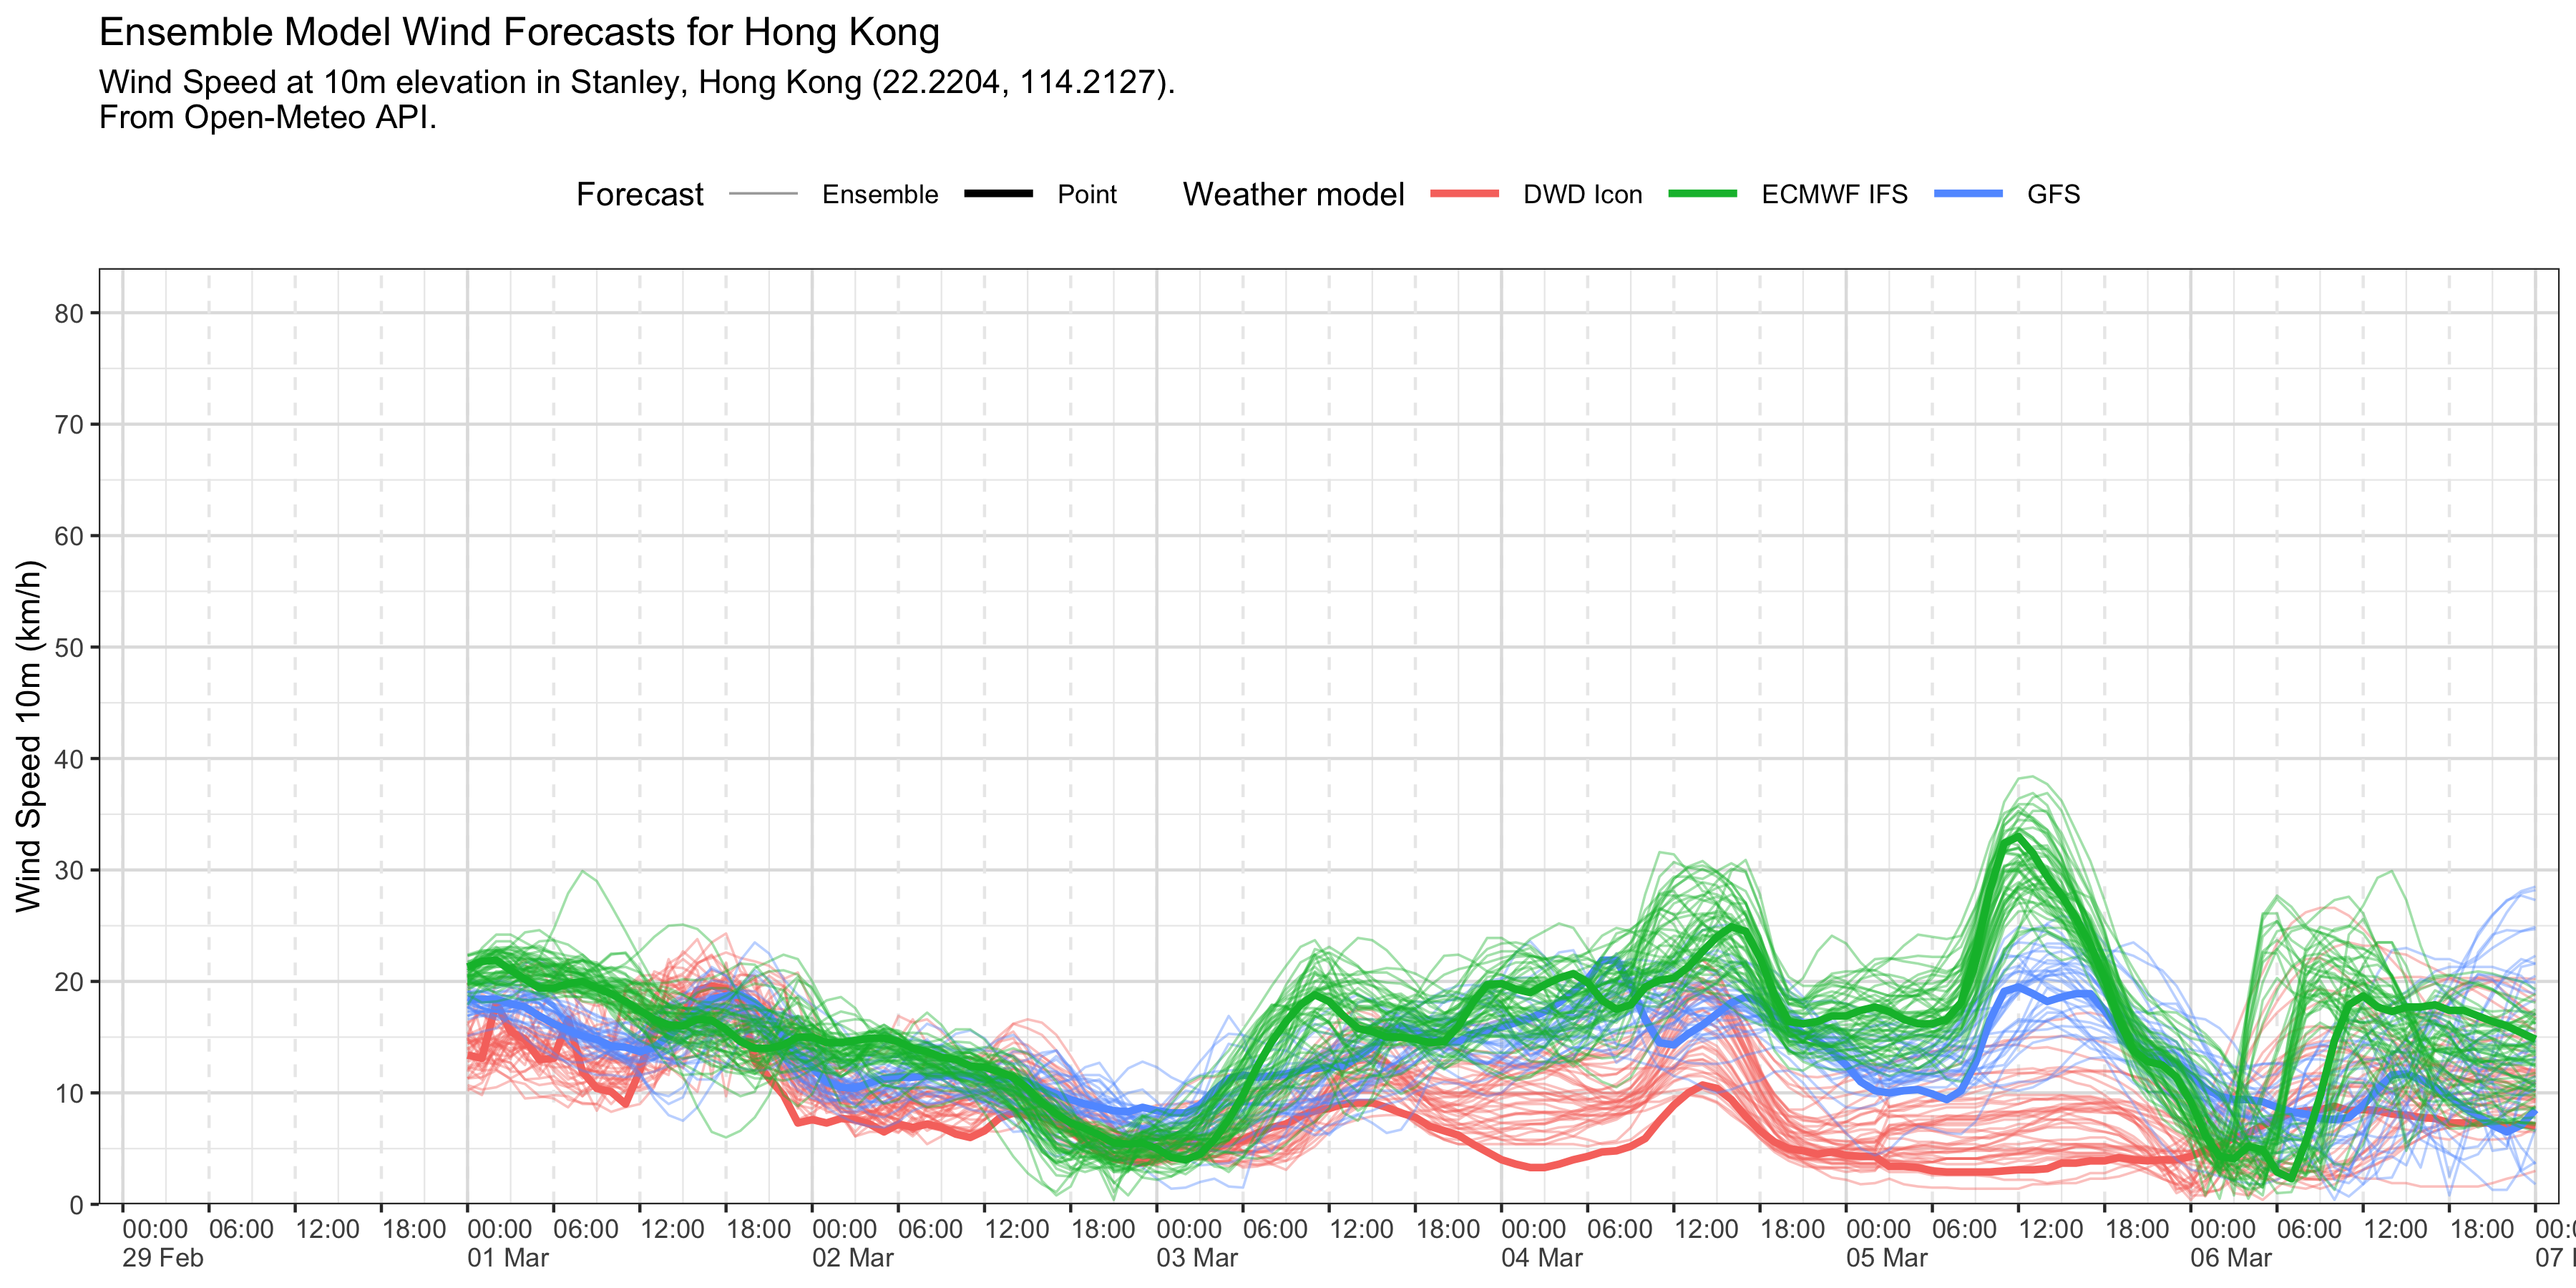 Ensemble Model Wind Forecasts for Hong Kong
Wind Speed at 10m elevation in Stanley, Hong Kong (22.2204, 114.2127).
From Open-Meteo API.
Forecast Ensemble Point Weather model DWD Icon ECMWF IFS GFS
Wind Speed 10m (km/h)
80
70
60
50
40
30
20
10
0
00:00 06:00 12:00 18:00 00:00 06:00 12:00 18:00 00:00 06:00 12:00 18:00 00:00 06:00 12:00 18:00 00:00 06:00 12:00 18:00 00:00 06:00 12:00 18:00 00:00 06:00 12:00 18:00 00:0
29 Feb 01 Mar 02 Mar 03 Mar 04 Mar 05 Mar 06 Mar 07